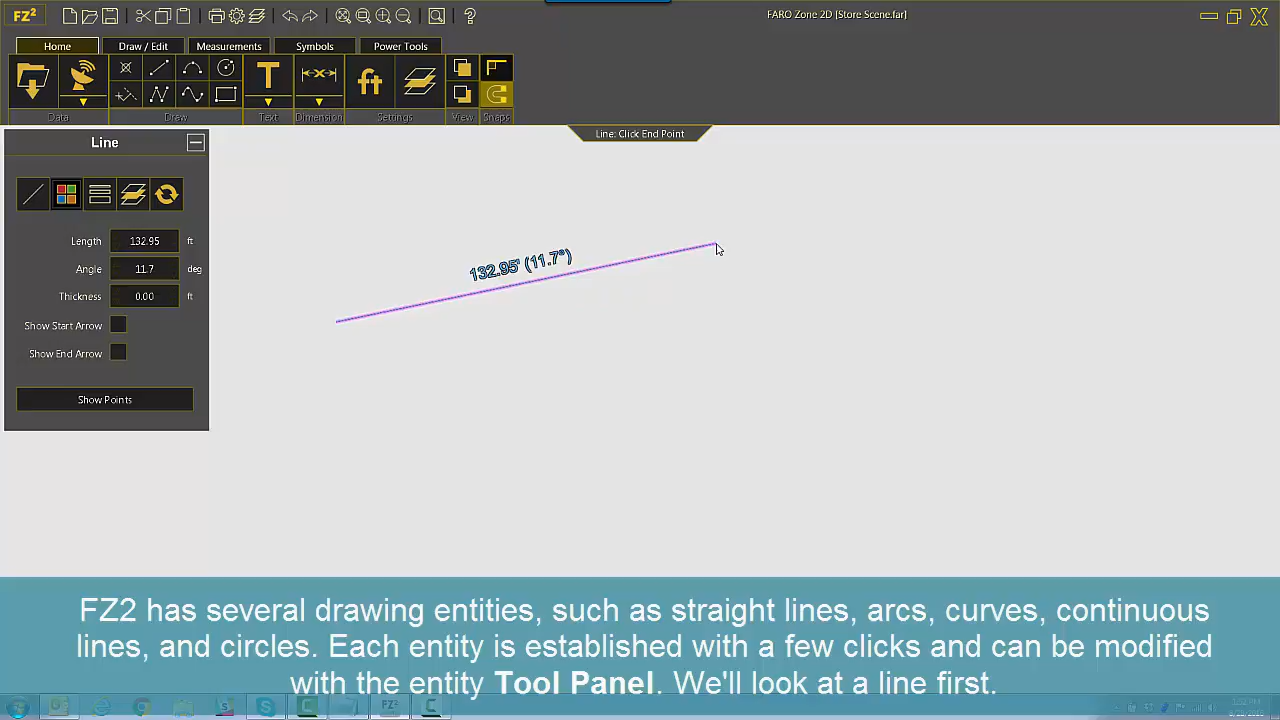 FZ²
FARO Zone 2D [Store Scene.far]
Home Draw / Edit Measurements Symbols Power Tools
T ft
Data Draw Text Dimension Settings View Snaps
Line: Click End Point
Line
Length 132.95 ft
Angle 11.7 deg
Thickness 0.00 ft
Show Start Arrow
Show End Arrow
Show Points
132.95' (11.7°)
FZ2 has several drawing entities, such as straight lines, arcs, curves, continuous
lines, and circles. Each entity is established with a few clicks and can be modified
with the entity Tool Panel. We'll look at a line first.
FZ²